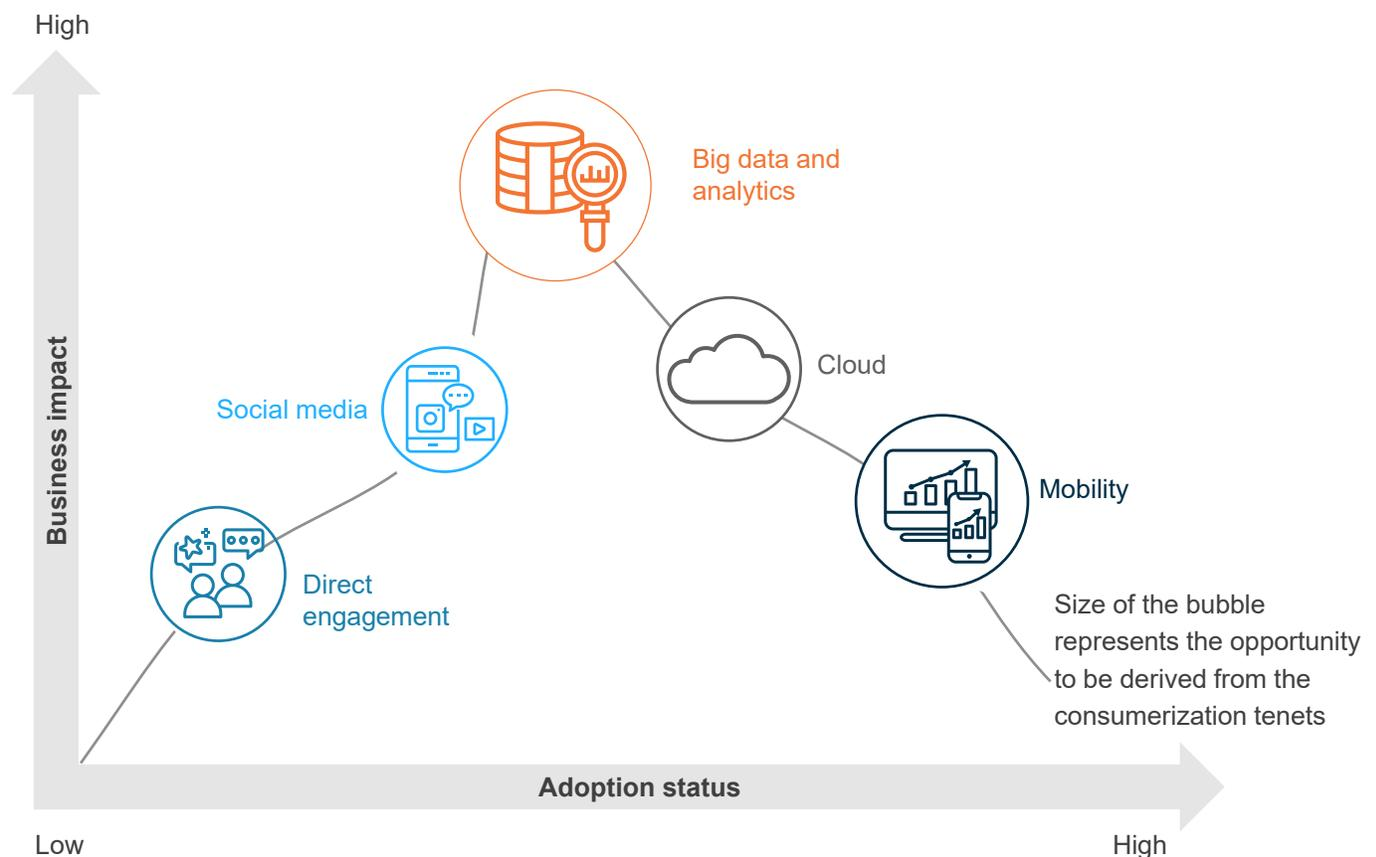 High
Big data and
analytics
Business impact
Cloud
Social media
Mobility
Direct
engagement
Size of the bubble
represents the opportunity
to be derived from the
consumerization tenets
Adoption status
Low
High